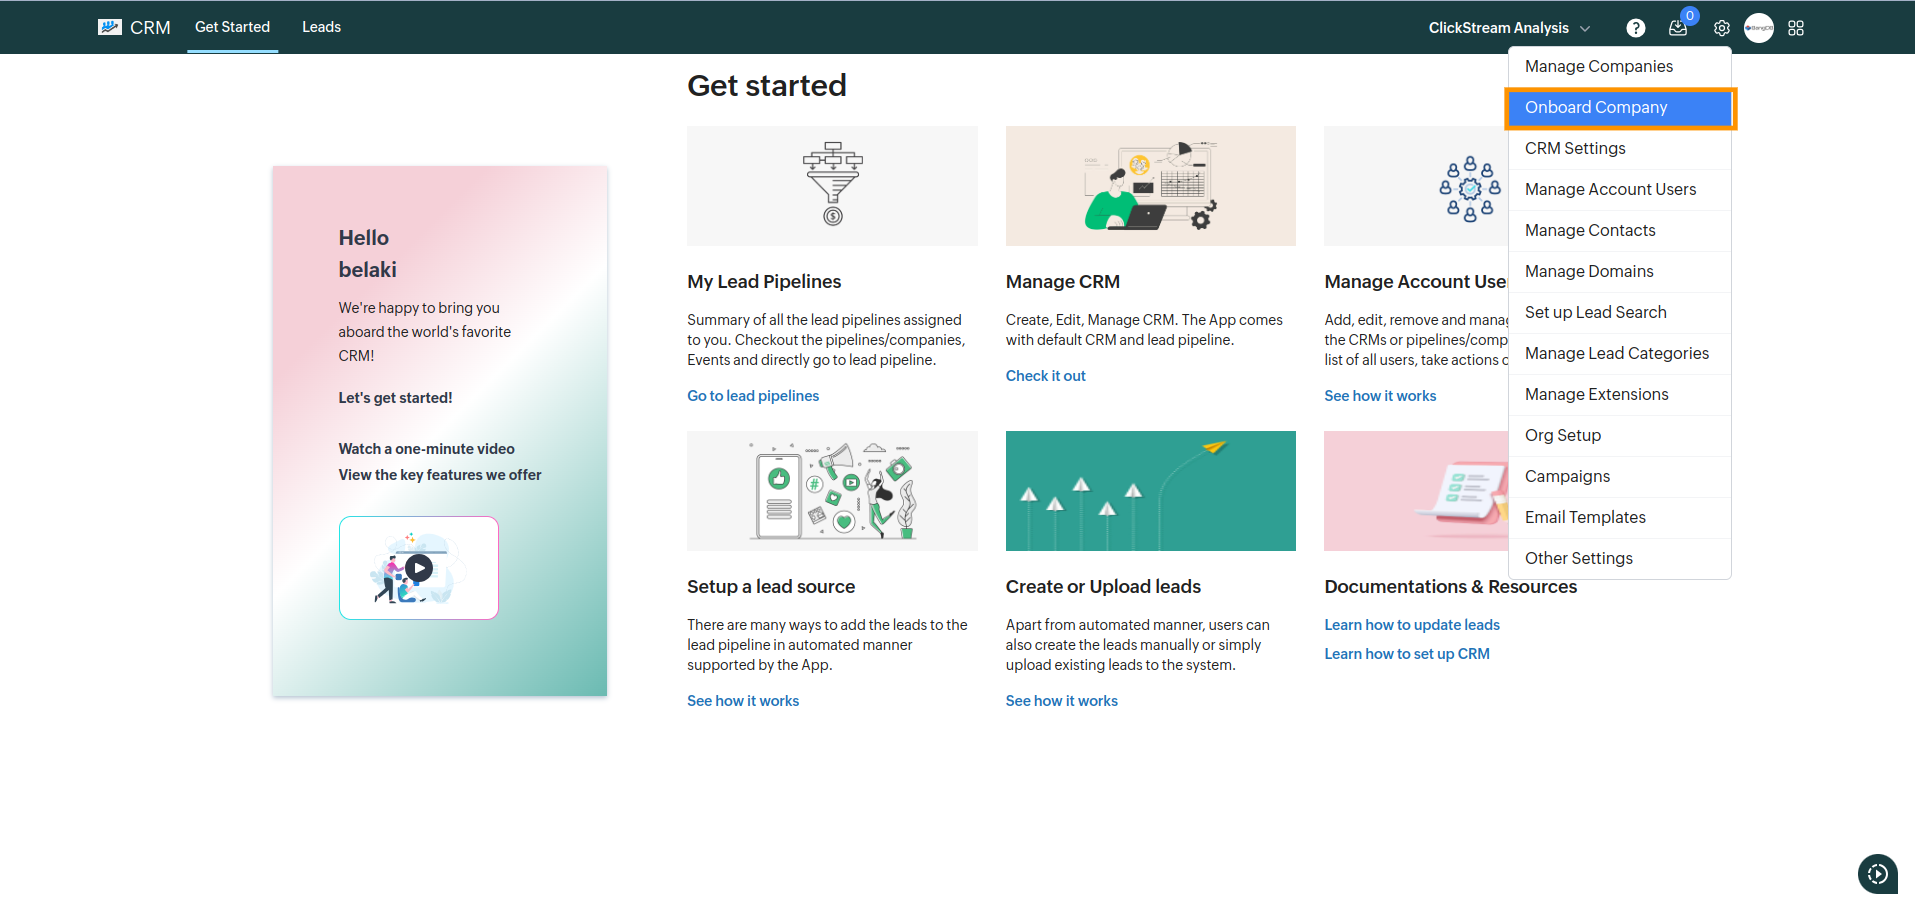 CRM
Get Started
Leads
ClickStream Analysis
?
0
BangDB
Get started
Manage Companies
Onboard Company
CRM Settings
Manage Account Users
Manage Contacts
Manage Domains
Set up Lead Search
Manage Lead Categories
Manage Extensions
Org Setup
Campaigns
Email Templates
Other Settings
Hello
belaki
We're happy to bring you
aboard the world's favorite
CRM!
Let's get started!
Watch a one-minute video
View the key features we offer
$
My Lead Pipelines
Summary of all the lead pipelines assigned
to you. Checkout the pipelines/companies,
Events and directly go to lead pipeline.
Go to lead pipelines
Manage CRM
Create, Edit, Manage CRM. The App comes
with default CRM and lead pipeline.
Check it out
Manage Account Use
Add, edit, remove and manag
the CRMs or pipelines/comp
list of all users, take actions
See how it works
#
Setup a lead source
There are many ways to add the leads to the
lead pipeline in automated manner
supported by the App.
See how it works
Create or Upload leads
Apart from automated manner, users can
also create the leads manually or simply
upload existing leads to the system.
See how it works
Documentations & Resources
Learn how to update leads
Learn how to set up CRM